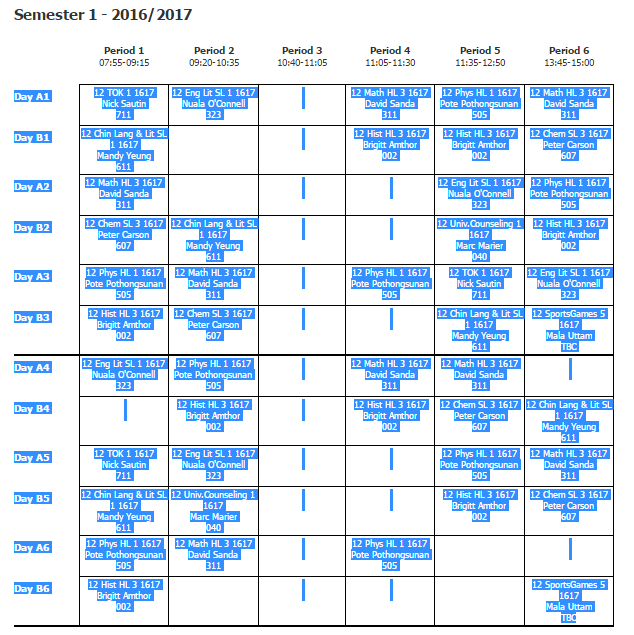 Semester 1 - 2016/2017
Period 1
07:55-09:15
Period 2
09:20-10:35
Period 3
10:40-11:05
Period 4
11:05-11:30
Period 5
11:35-12:50
Period 6
13:45-15:00
Day A1
12 TOK 1 1617
Nick Sautin
711
12 Eng Lit SL 1 1617
Nuala O'Connell
323
12 Math HL 3 1617
David Sanda
311
12 Phys HL 1 1617
Pote Pothongsunan
505
12 Math HL 3 1617
David Sanda
311
Day B1
12 Chin Lang & Lit SL
1 1617
Mandy Yeung
611
12 Hist HL 3 1617
Brigitt Amthor
002
12 Hist HL 3 1617
Brigitt Amthor
002
12 Chem SL 3 1617
Peter Carson
607
Day A2
12 Math HL 3 1617
David Sanda
311
12 Eng Lit SL 1 1617
Nuala O'Connell
323
12 Phys HL 1 1617
Pote Pothongsunan
505
Day B2
12 Chem SL 3 1617
Peter Carson
607
12 Chin Lang & Lit SL
1 1617
Mandy Yeung
611
12 Univ.Counseling 1
1617
Marc Marier
040
12 Hist HL 3 1617
Brigitt Amthor
002
Day A3
12 Phys HL 1 1617
Pote Pothongsunan
505
12 Math HL 3 1617
David Sanda
311
12 Phys HL 1 1617
Pote Pothongsunan
505
12 TOK 1 1617
Nick Sautin
711
12 Eng Lit SL 1 1617
Nuala O'Connell
323
Day B3
12 Hist HL 3 1617
Brigitt Amthor
002
12 Chem SL 3 1617
Peter Carson
607
12 Chin Lang & Lit SL
1 1617
Mandy Yeung
611
12 SportsGames 5
1617
Mala Uttam
TBC
Day A4
12 Eng Lit SL 1 1617
Nuala O'Connell
323
12 Phys HL 1 1617
Pote Pothongsunan
505
12 Math HL 3 1617
David Sanda
311
12 Math HL 3 1617
David Sanda
311
Day B4
12 Hist HL 3 1617
Brigitt Amthor
002
12 Hist HL 3 1617
Brigitt Amthor
002
12 Chem SL 3 1617
Peter Carson
607
12 Chin Lang & Lit SL
1 1617
Mandy Yeung
611
Day A5
12 TOK 1 1617
Nick Sautin
711
12 Eng Lit SL 1 1617
Nuala O'Connell
323
12 Phys HL 1 1617
Pote Pothongsunan
505
12 Math HL 3 1617
David Sanda
311
Day B5
12 Chin Lang & Lit SL
1 1617
Mandy Yeung
611
12 Univ.Counseling 1
1617
Marc Marier
040
12 Hist HL 3 1617
Brigitt Amthor
002
12 Chem SL 3 1617
Peter Carson
607
Day A6
12 Phys HL 1 1617
Pote Pothongsunan
505
12 Math HL 3 1617
David Sanda
311
12 Phys HL 1 1617
Pote Pothongsunan
505
Day B6
12 Hist HL 3 1617
Brigitt Amthor
002
12 SportsGames 5
1617
Mala Uttam
TBC